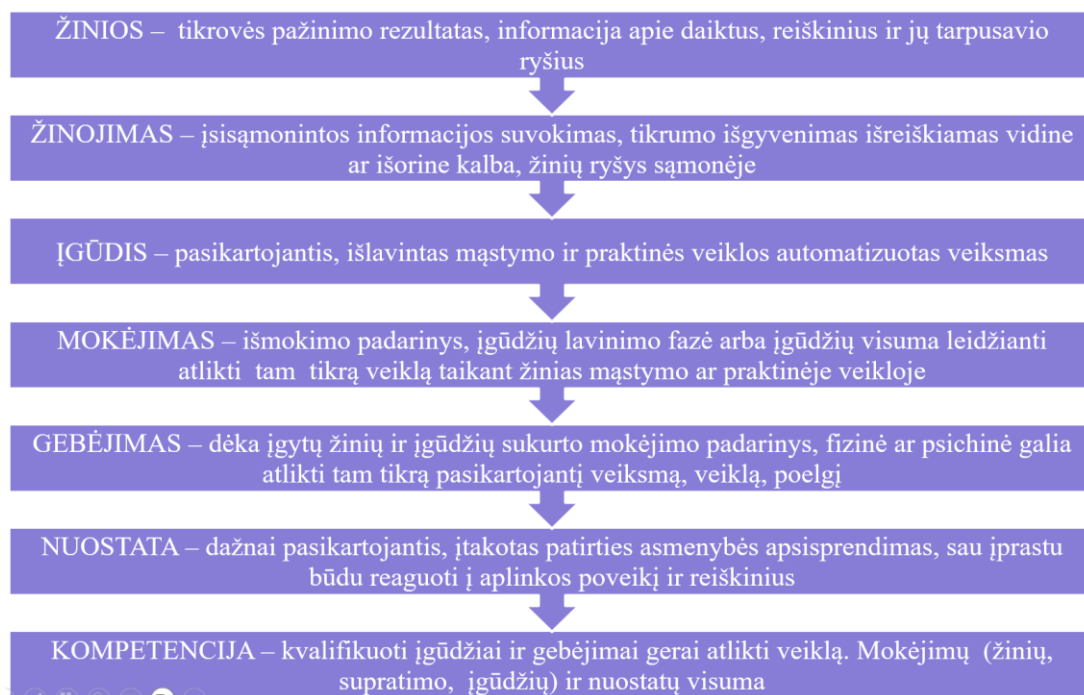 ŽINIOS – tikrovės pažinimo rezultatas, informacija apie daiktus, reiškinius ir jų tarpusavio
ryšius
ŽINOJIMAS – įsisąmonintos informacijos suvokimas, tikrumo išgyvenimas išreiškiamas vidine
ar išorine kalba, žinių ryšys sąmonėje
ĮGŪDIS – pasikartojantis, išlavintas mąstymo ir praktinės veiklos automatizuotas veiksmas
MOKĖJIMAS – išmokimo padarinys, įgūdžių lavinimo fazė arba įgūdžių visuma leidžianti
atlikti tam tikrą veiklą taikant žinias mąstymo ar praktinėje veikloje
GEBĖJIMAS – dėka įgytų žinių ir įgūdžių sukurto mokėjimo padarinys, fizinė ar psichinė galia
atlikti tam tikrą pasikartojantį veiksmą, veiklą, poelgį
NUOSTATA – dažnai pasikartojantis, įtakotas patirties asmenybės apsisprendimas, sau įprastu
būdu reaguoti į aplinkos poveikį ir reiškinius
KOMPETENCIJA – kvalifikuoti įgūdžiai ir gebėjimai gerai atlikti veiklą. Mokėjimų (žinių,
supratimo, įgūdžių) ir nuostatų visuma